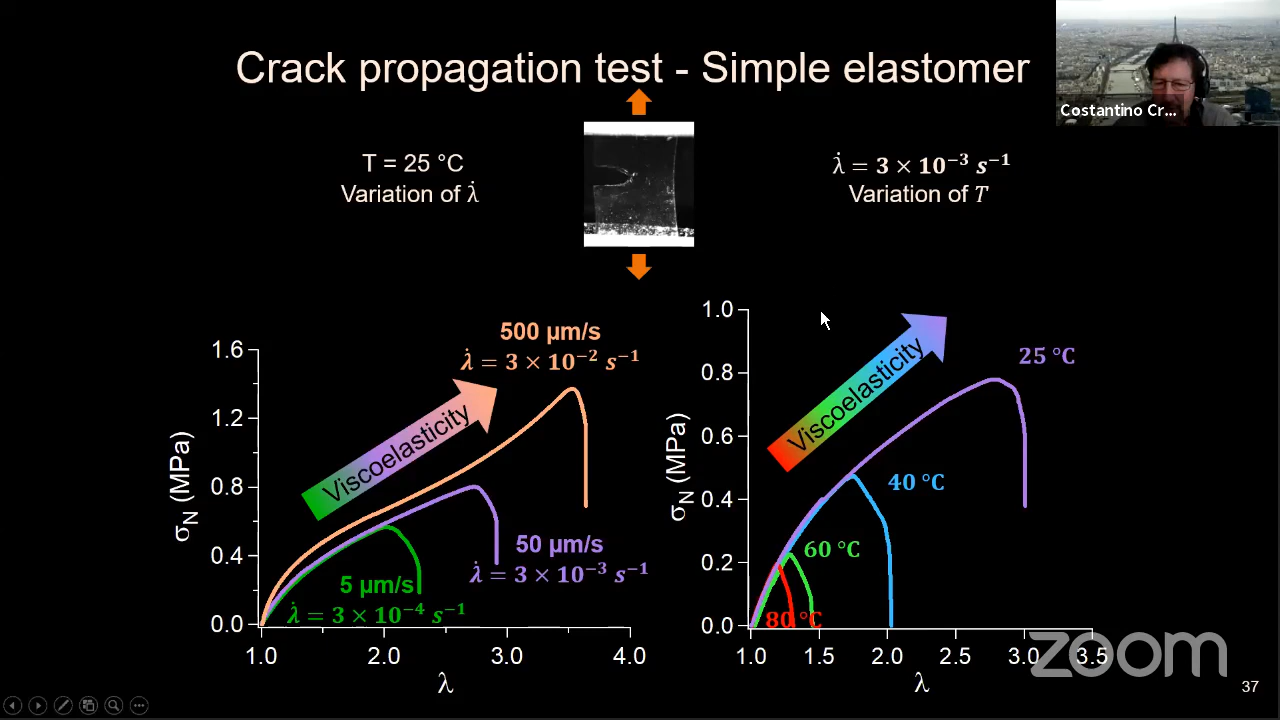 Crack propagation test - Simple elastomer
Costantino Cr...
T = 25 °C
Variation of λ̇
λ̇ = 3 × 10⁻³ s⁻¹
Variation of T
500 µm/s
λ̇ = 3 × 10⁻² s⁻¹
Viscoelasticity
50 µm/s
λ̇ = 3 × 10⁻³ s⁻¹
5 µm/s
λ̇ = 3 × 10⁻⁴ s⁻¹
σN (MPa)
1.6
1.2
0.8
0.4
0.0
1.0 2.0 3.0 4.0
λ
Viscoelasticity
25 °C
40 °C
60 °C
80 °C
σN (MPa)
1.0
0.8
0.6
0.4
0.2
0.0
1.0 1.5 2.0 2.5 3.0 3.5
λ
zoom
37